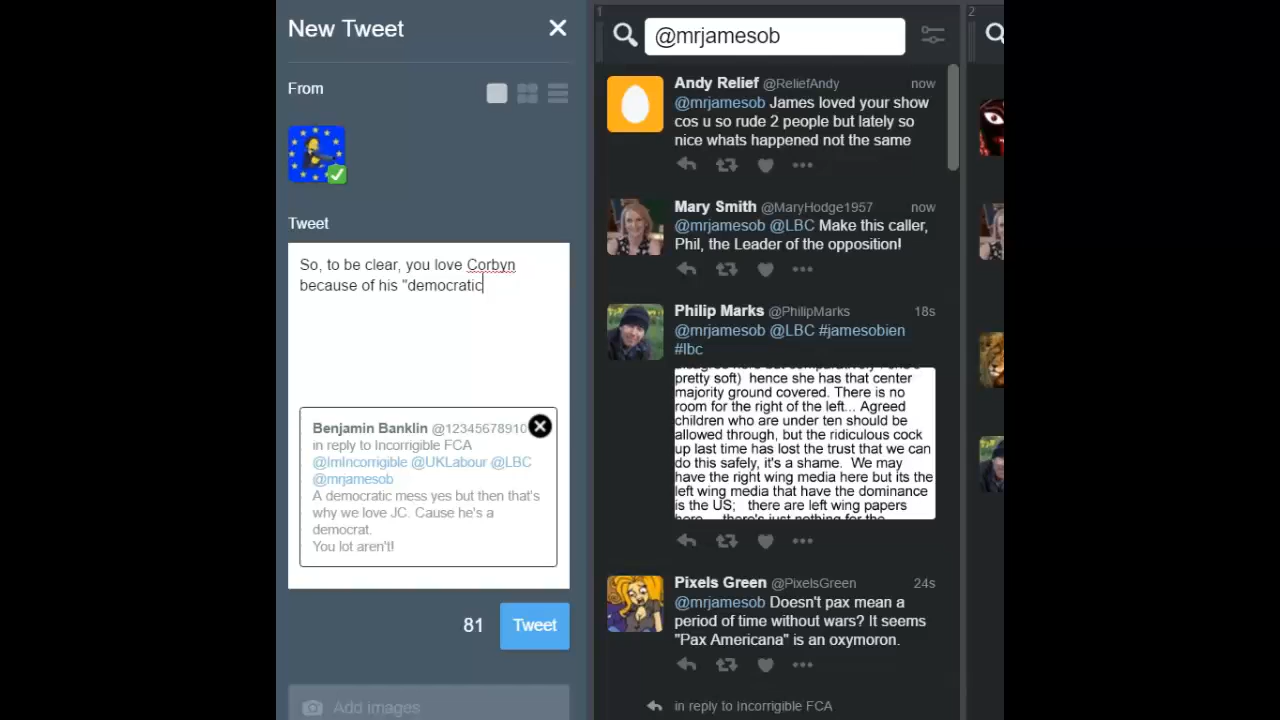 New Tweet
From
Tweet
So, to be clear, you love Corbyn
because of his "democratic
Benjamin Banklin @12345678910
in reply to Incorrigible FCA
@ImIncorrigible @UKLabour @LBC
@mrjamesob
A democratic mess yes but then that's
why we love JC. Cause he's a
democrat.
You lot aren't!
81
Tweet
Add images
1
@mrjamesob
Andy Relief @ReliefAndy now
@mrjamesob James loved your show
cos u so rude 2 people but lately so
nice whats happened not the same
Mary Smith @MaryHodge1957 now
@mrjamesob @LBC Make this caller,
Phil, the Leader of the opposition!
Philip Marks @PhilipMarks 18s
@mrjamesob @LBC #jamesobien
#lbc
pretty soft) hence she has that center
majority ground covered. There is no
room for the right of the left... Agreed
children who are under ten should be
allowed through, but the ridiculous cock
up last time has lost the trust that we can
do this safely, it's a shame. We may
have the right wing media here but its the
left wing media that have the dominance
is the US; there are left wing papers
here there's just nothing for the
Pixels Green @PixelsGreen 24s
@mrjamesob Doesn't pax mean a
period of time without wars? It seems
"Pax Americana" is an oxymoron.
in reply to Incorrigible FCA
2